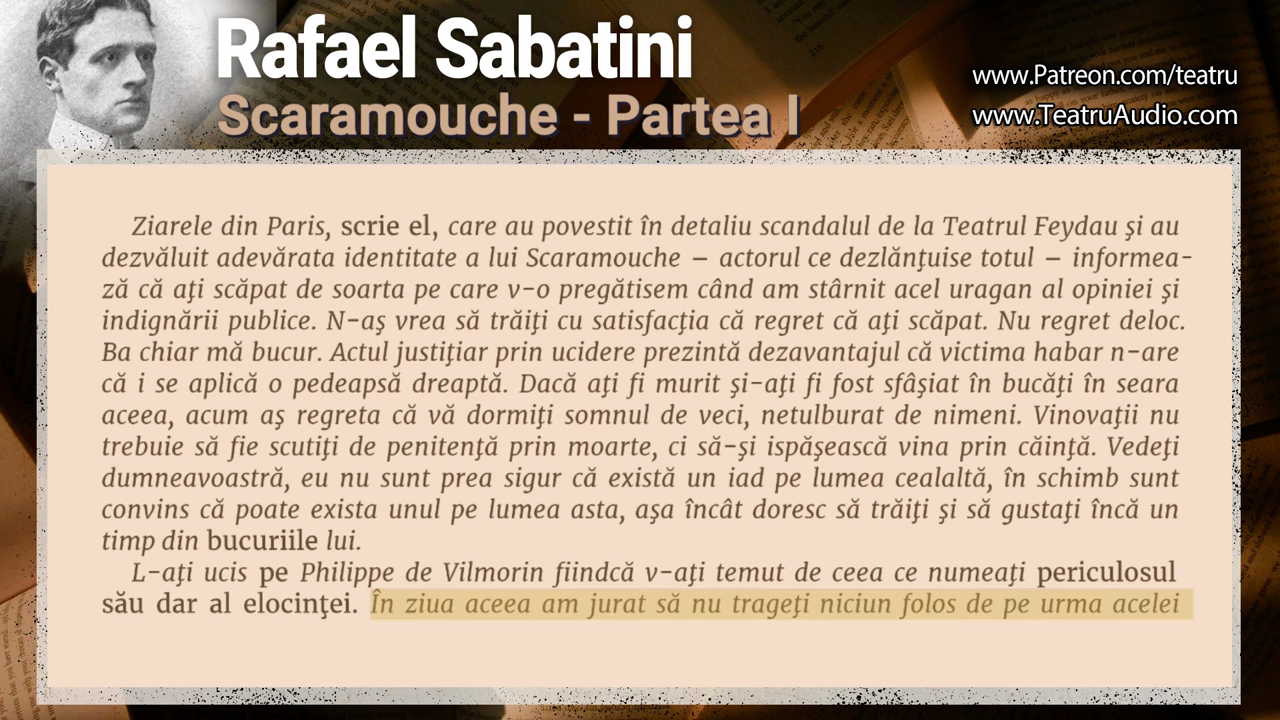 Rafael Sabatini
Scaramouche - Partea I
www.Patreon.com/teatru
www.TeatruAudio.com
Ziarele din Paris, scrie el, care au povestit în detaliu scandalul de la Teatrul Feydau şi au
dezvăluit adevărata identitate a lui Scaramouche – actorul ce dezlănţuise totul – informea-
ză că aţi scăpat de soarta pe care v-o pregătisem când am stârnit acel uragan al opiniei şi
indignării publice. N-aş vrea să trăiţi cu satisfacţia că regret că aţi scăpat. Nu regret deloc.
Ba chiar mă bucur. Actul justiţiar prin ucidere prezintă dezavantajul că victima habar n-are
că i se aplică o pedeapsă dreaptă. Dacă aţi fi murit şi-aţi fi fost sfâşiat în bucăţi în seara
aceea, acum aş regreta că vă dormiţi somnul de veci, netulburat de nimeni. Vinovaţii nu
trebuie să fie scutiţi de penitenţă prin moarte, ci să-şi ispăşească vina prin căinţă. Vedeţi
dumneavoastră, eu nu sunt prea sigur că există un iad pe lumea cealaltă, în schimb sunt
convins că poate exista unul pe lumea asta, aşa încât doresc să trăiţi şi să gustaţi încă un
timp din bucuriile lui.
L-aţi ucis pe Philippe de Vilmorin fiindcă v-aţi temut de ceea ce numeaţi periculosul
său dar al elocinţei. În ziua aceea am jurat să nu trageţi niciun folos de pe urma acelei